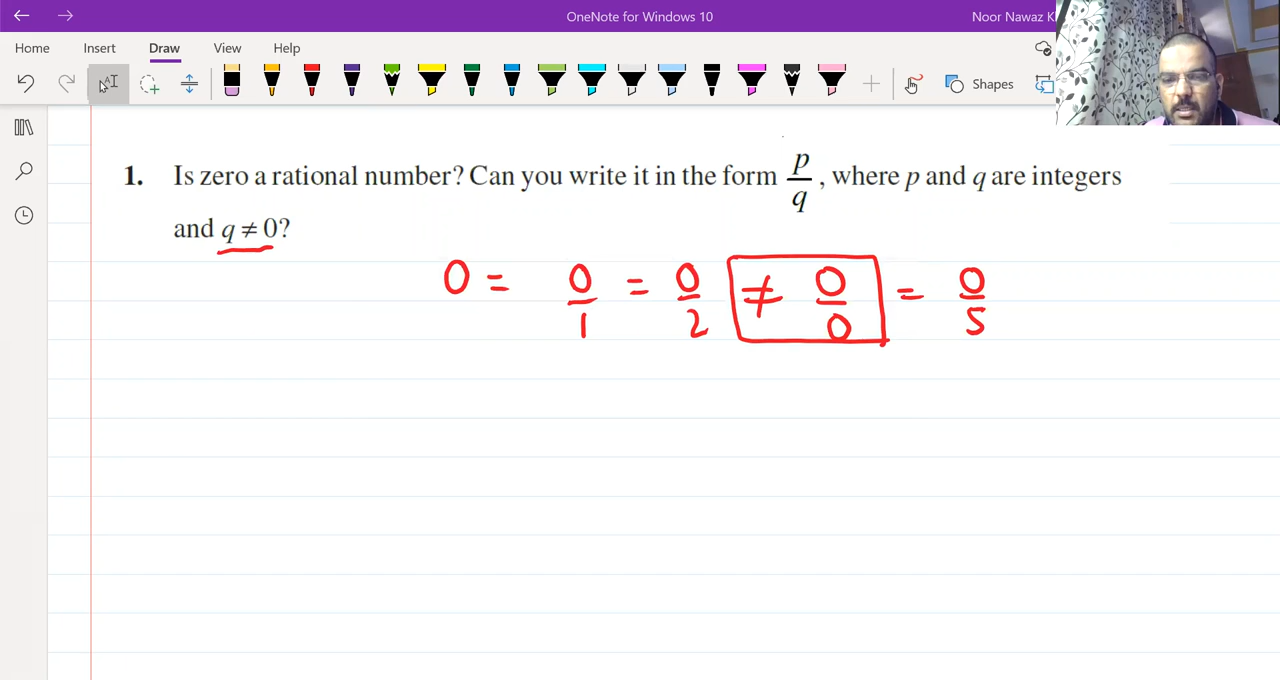 OneNote for Windows 10
Noor Nawaz K
Home Insert Draw View Help
Shapes
1. Is zero a rational number? Can you write it in the form p/q, where p and q are integers
and q ≠ 0?
0 = 0/1 = 0/2 ≠ 0/0 = 0/5